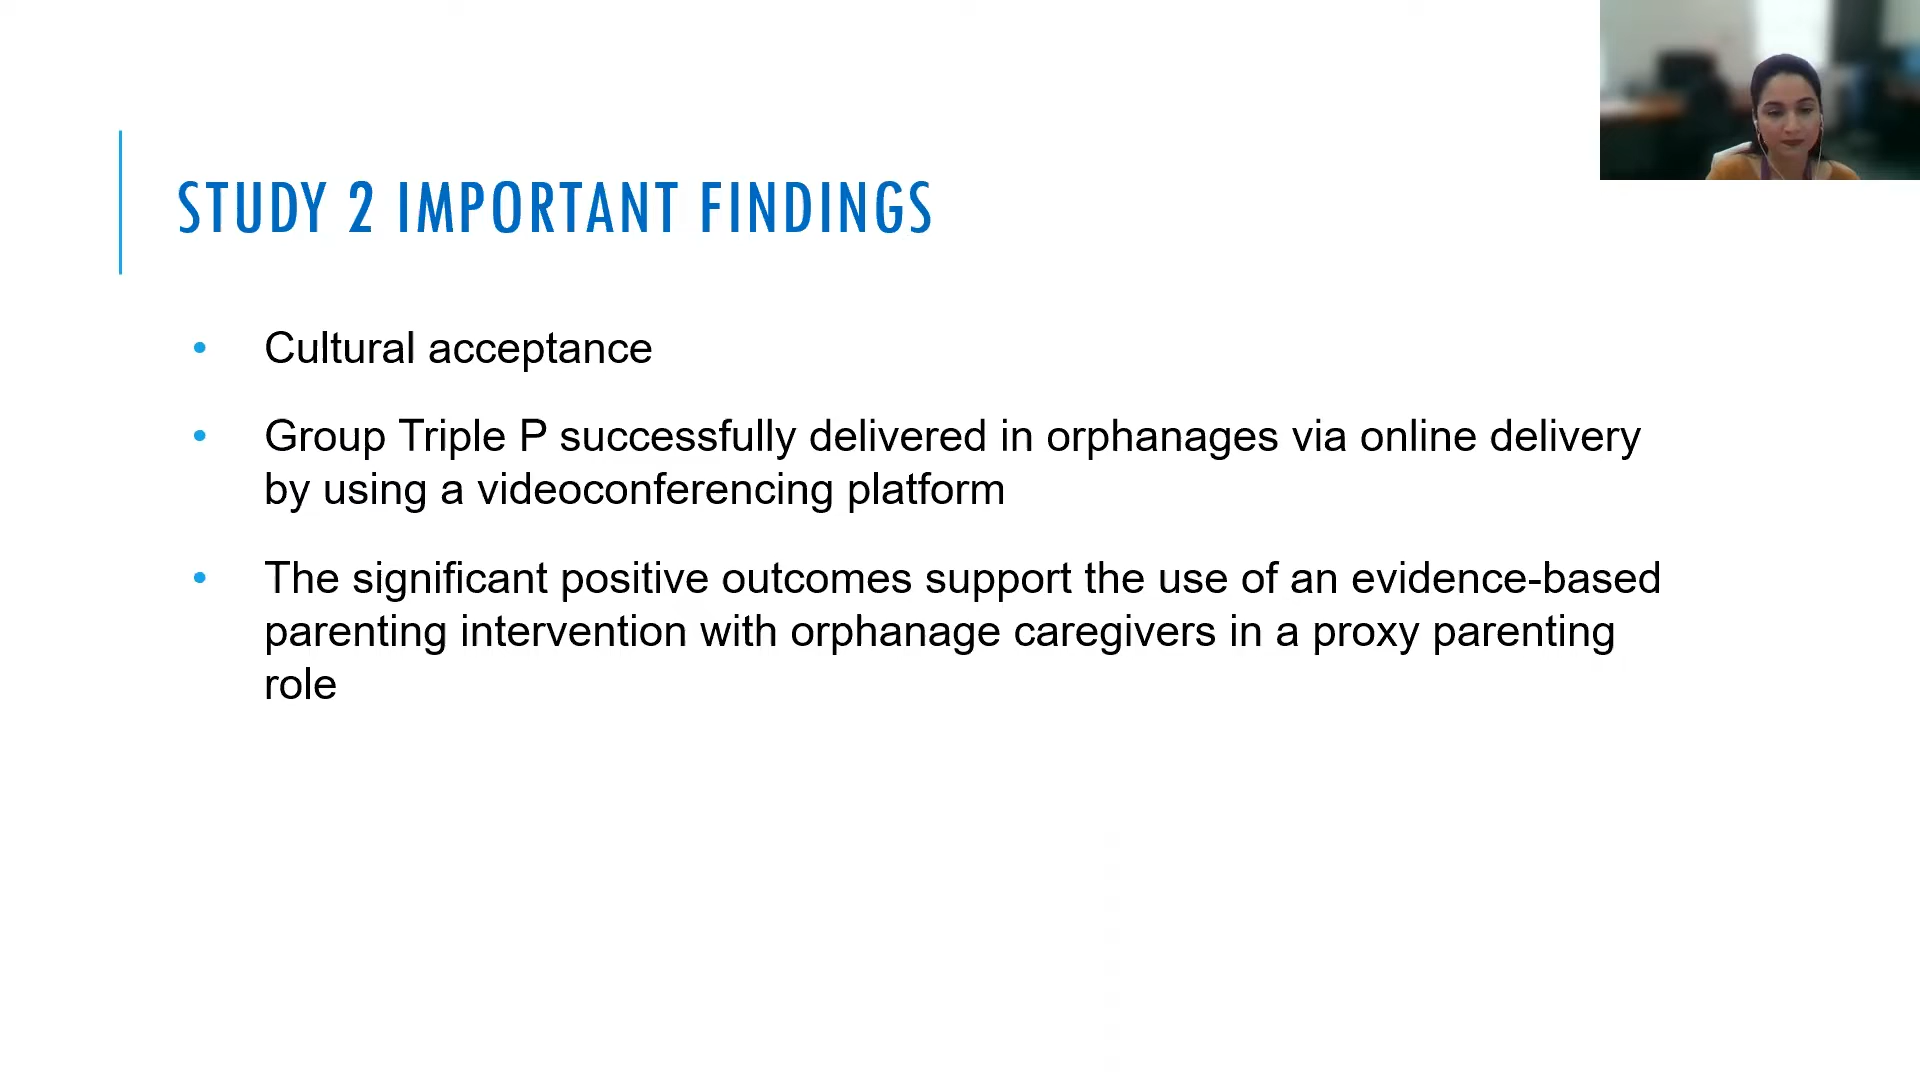 STUDY 2 IMPORTANT FINDINGS
• Cultural acceptance
• Group Triple P successfully delivered in orphanages via online delivery
by using a videoconferencing platform
• The significant positive outcomes support the use of an evidence-based
parenting intervention with orphanage caregivers in a proxy parenting
role